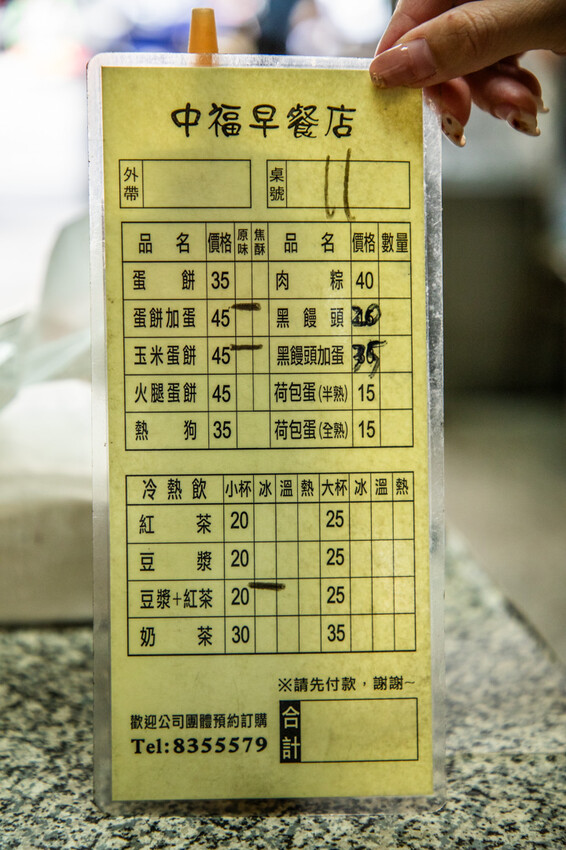 中福早餐店
外帶 桌號 11
品名 價格 原味 焦酥 品名 價格 數量
蛋餅 35 肉粽 40
蛋餅加蛋 45 黑饅頭 20
玉米蛋餅 45 黑饅頭加蛋 35
火腿蛋餅 45 荷包蛋(半熟) 15
熱狗 35 荷包蛋(全熟) 15
冷熱飲 小杯 冰 溫 熱 大杯 冰 溫 熱
紅茶 20 25
豆漿 20 25
豆漿+紅茶 20 25
奶茶 30 35
※請先付款，謝謝~
歡迎公司團體預約訂購 合計
Tel:8355579